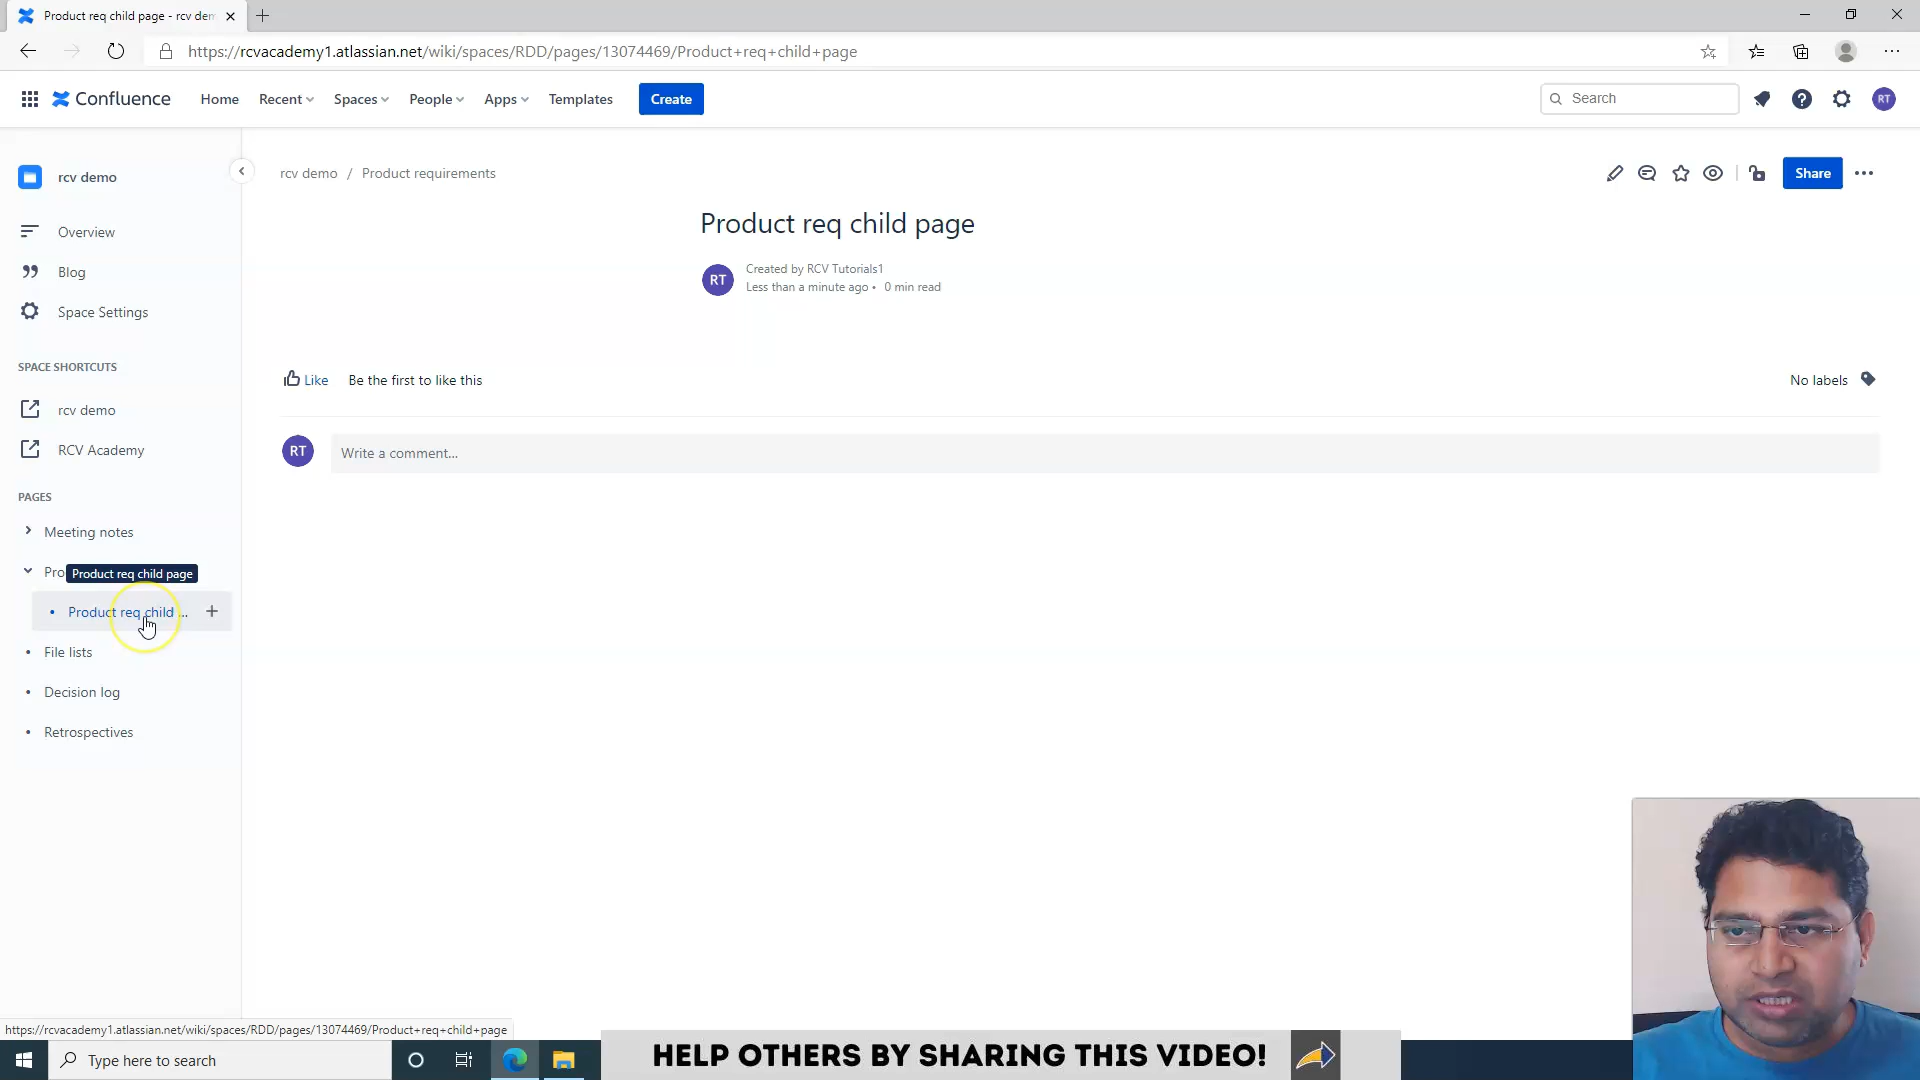 Product req child page - rcv dem
https://rcvacademy1.atlassian.net/wiki/spaces/RDD/pages/13074469/Product+req+child+page
Confluence
Home
Recent
Spaces
People
Apps
Templates
Create
Search
RT
rcv demo
Overview
Blog
Space Settings
SPACE SHORTCUTS
rcv demo
RCV Academy
PAGES
Meeting notes
Pro
Product req child page
Product req child ...
File lists
Decision log
Retrospectives
rcv demo / Product requirements
Share
Product req child page
RT
Created by RCV Tutorials1
Less than a minute ago • 0 min read
Like
Be the first to like this
No labels
RT
Write a comment...
https://rcvacademy1.atlassian.net/wiki/spaces/RDD/pages/13074469/Product+req+child+page
Type here to search
HELP OTHERS BY SHARING THIS VIDEO!